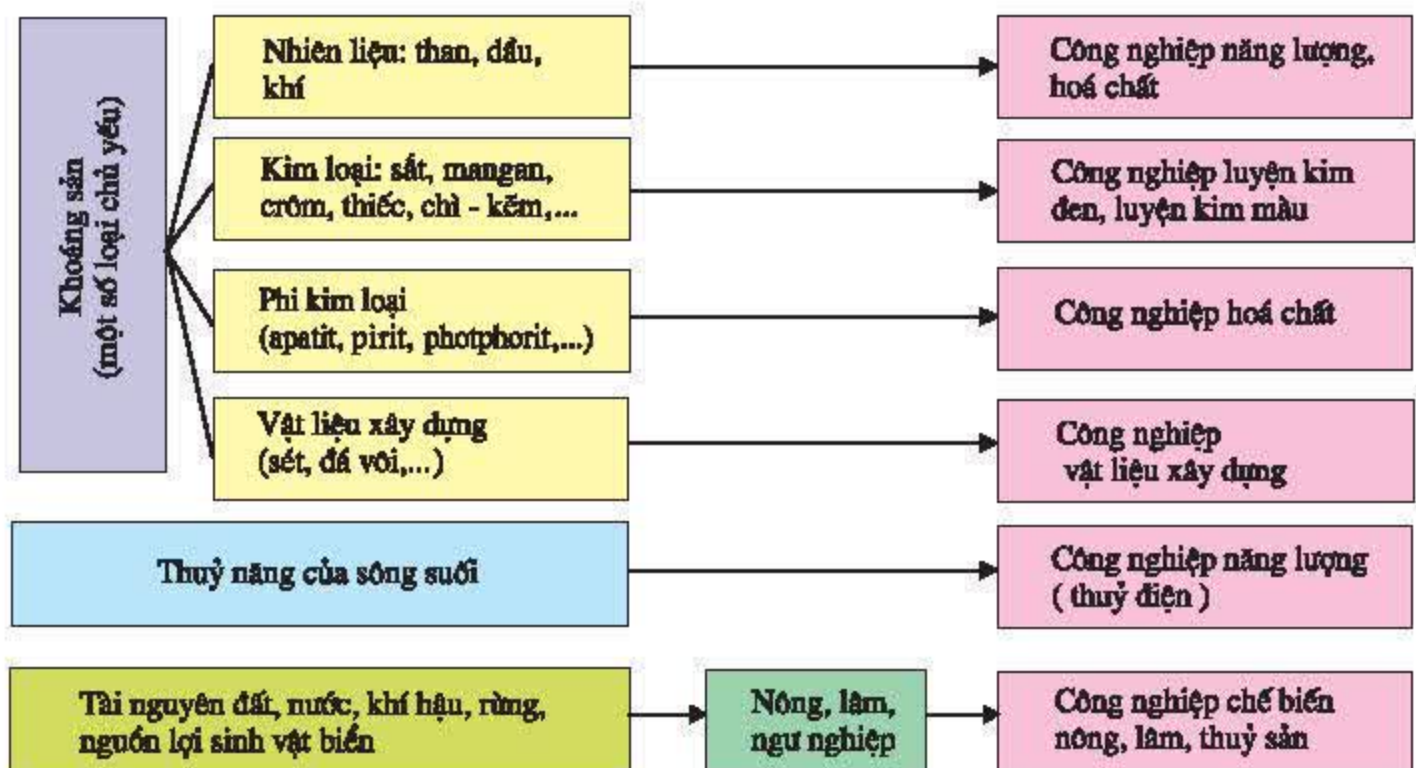 Khoáng sản
(một số loại chủ yếu)
Nhiên liệu: than, dầu,
khí
Công nghiệp năng lượng,
hoá chất
Kim loại: sắt, mangan,
crôm, thiếc, chì - kẽm,...
Công nghiệp luyện kim
đen, luyện kim màu
Phi kim loại
(apatit, pirit, photphorit,...)
Công nghiệp hoá chất
Vật liệu xây dựng
(sét, đá vôi,...)
Công nghiệp
vật liệu xây dựng
Thuỷ năng của sông suối
Công nghiệp năng lượng
( thuỷ điện )
Tài nguyên đất, nước, khí hậu, rừng,
nguồn lợi sinh vật biển
Nông, lâm,
ngư nghiệp
Công nghiệp chế biến
nông, lâm, thuỷ sản